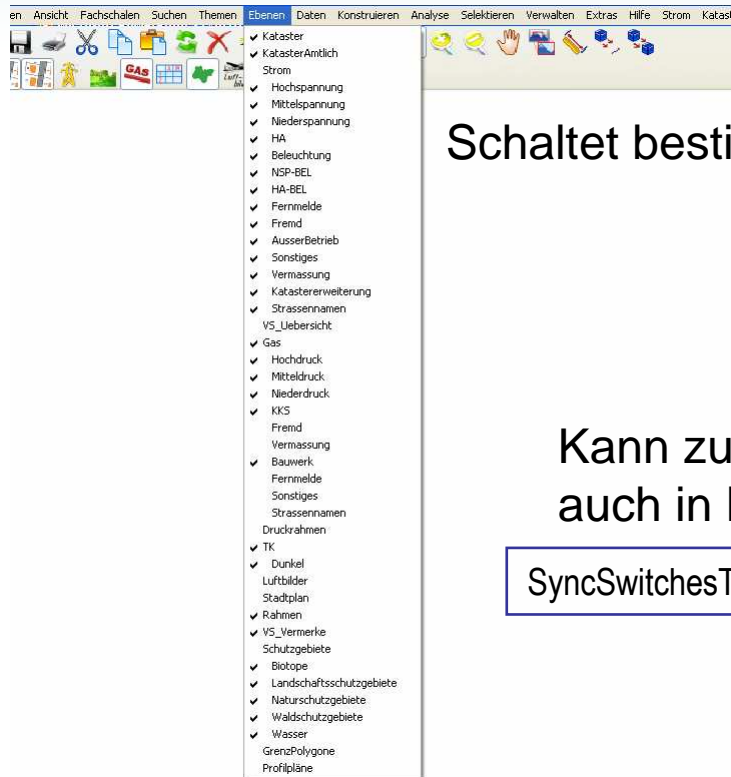 en Ansicht Fachschalen Suchen Themen Ebenen Daten Konstruieren Analyse Selektieren Verwalten Extras Hilfe Strom Katast
GAS
Luft-
Kataster
KatasterAmtlich
Strom
Hochspannung
Mittelspannung
Niederspannung
HA
Beleuchtung
NSP-BEL
HA-BEL
Fernmelde
Fremd
AusserBetrieb
Sonstiges
Vermassung
Katastererweiterung
Strassennamen
VS_Uebersicht
Gas
Hochdruck
Mitteldruck
Niederdruck
KKS
Fremd
Vermassung
Bauwerk
Fernmelde
Sonstiges
Strassennamen
Druckrahmen
TK
Dunkel
Luftbilder
Stadtplan
Rahmen
VS_Vermerke
Schutzgebiete
Biotope
Landschaftsschutzgebiete
Naturschutzgebiete
Waldschutzgebiete
Wasser
GrenzPolygone
Profilpläne
Schaltet besti
Kann zu
auch in
SyncSwitchesT